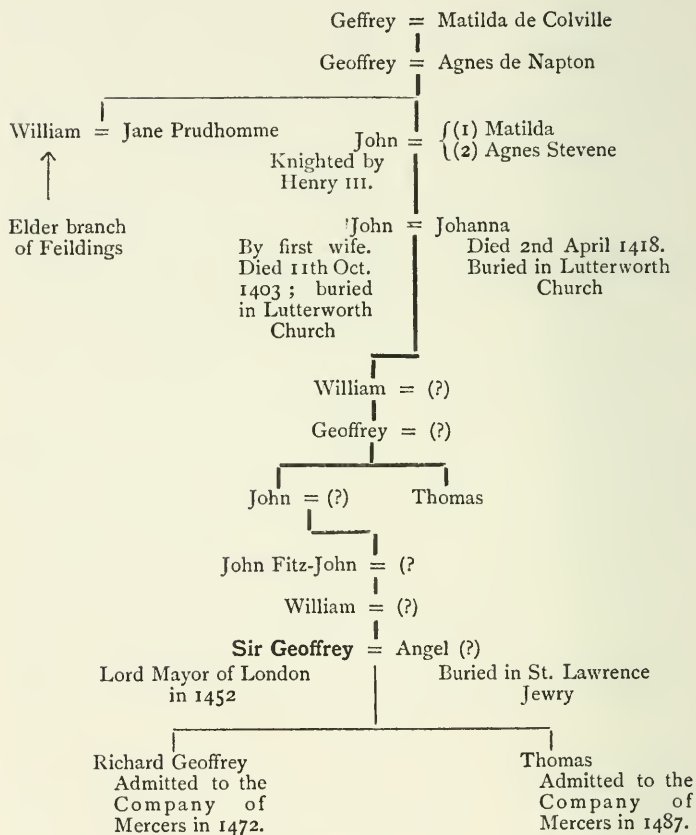 Geffrey = Matilda de Colville
Geoffrey = Agnes de Napton
William = Jane Prudhomme
John = { (1) Matilda
(2) Agnes Stevene
Knighted by
Henry III.
Elder branch
of Feildings
John = Johanna
By first wife.
Died 11th Oct.
1403 ; buried
in Lutterworth
Church
Died 2nd April 1418.
Buried in Lutterworth
Church
William = (?)
Geoffrey = (?)
John = (?)
Thomas
John Fitz-John = (?
William = (?)
Sir Geoffrey = Angel (?)
Lord Mayor of London
in 1452
Buried in St. Lawrence
Jewry
Richard Geoffrey
Admitted to the
Company of
Mercers in 1472.
Thomas
Admitted to the
Company of
Mercers in 1487.